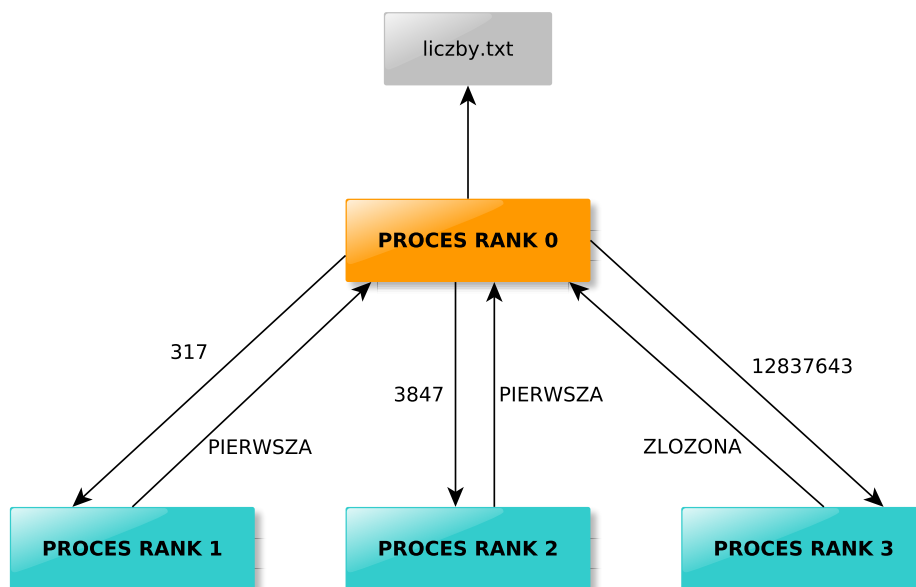 liczby.txt
PROCES RANK 0
317
12837643
3847
PIERWSZA
PIERWSZA
ZLOZONA
PROCES RANK 1
PROCES RANK 2
PROCES RANK 3